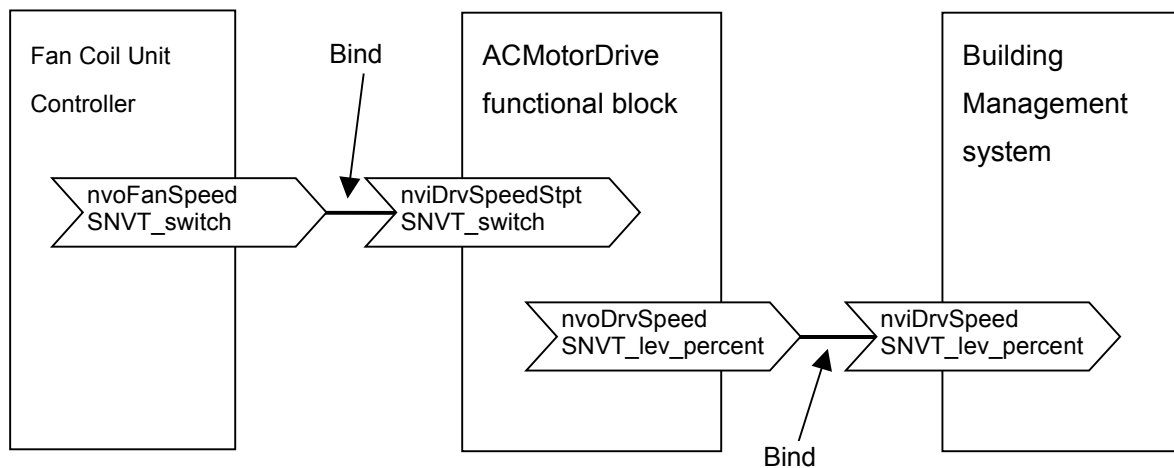 Fan Coil Unit
Controller
Bind
ACMotorDrive
functional block
Building
Management
system
nvoFanSpeed
SNVT_switch
nviDrvSpeedStpt
SNVT_switch
nvoDrvSpeed
SNVT_lev_percent
nviDrvSpeed
SNVT_lev_percent
Bind